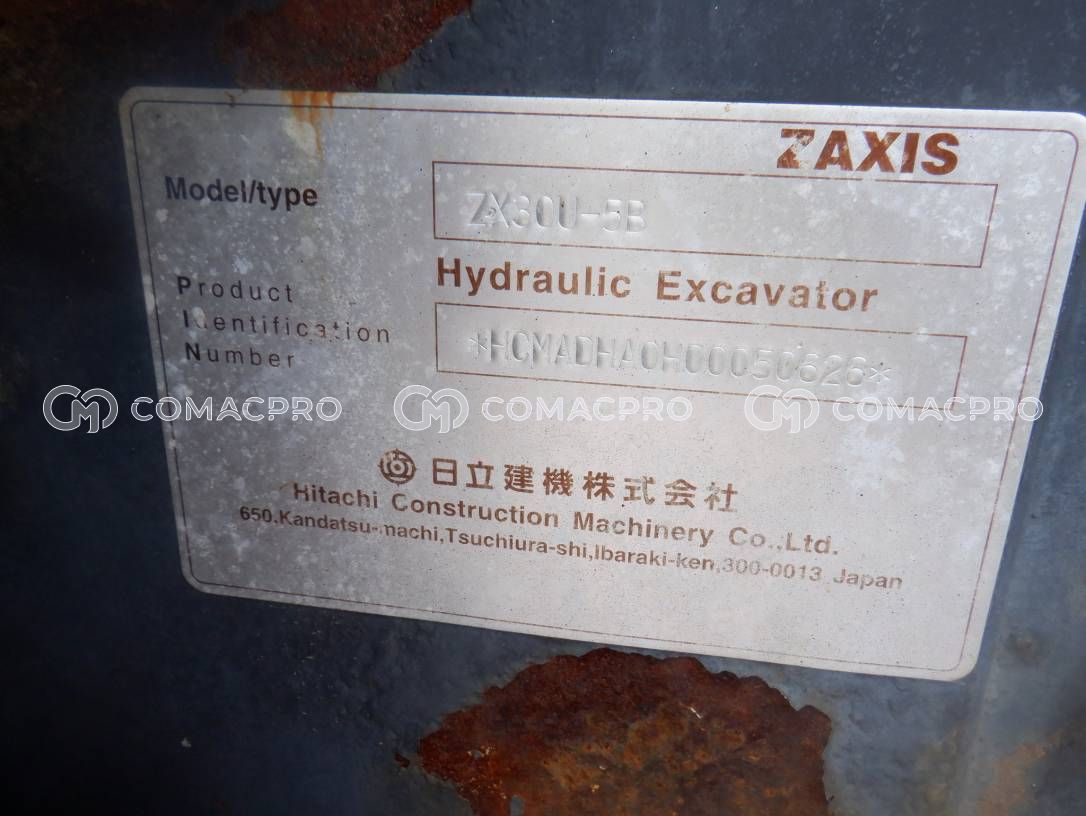 ZAXIS
Model/type
ZX30U-5B
Hydraulic Excavator
Product
Identification
Number
*HCMADHA0H00050626*
COMACPRO COMACPRO COMACPRO
日立建機株式会社
Hitachi Construction Machinery Co.,Ltd.
650.Kandatsu-machi,Tsuchiura-shi,Ibaraki-ken,300-0013 Japan